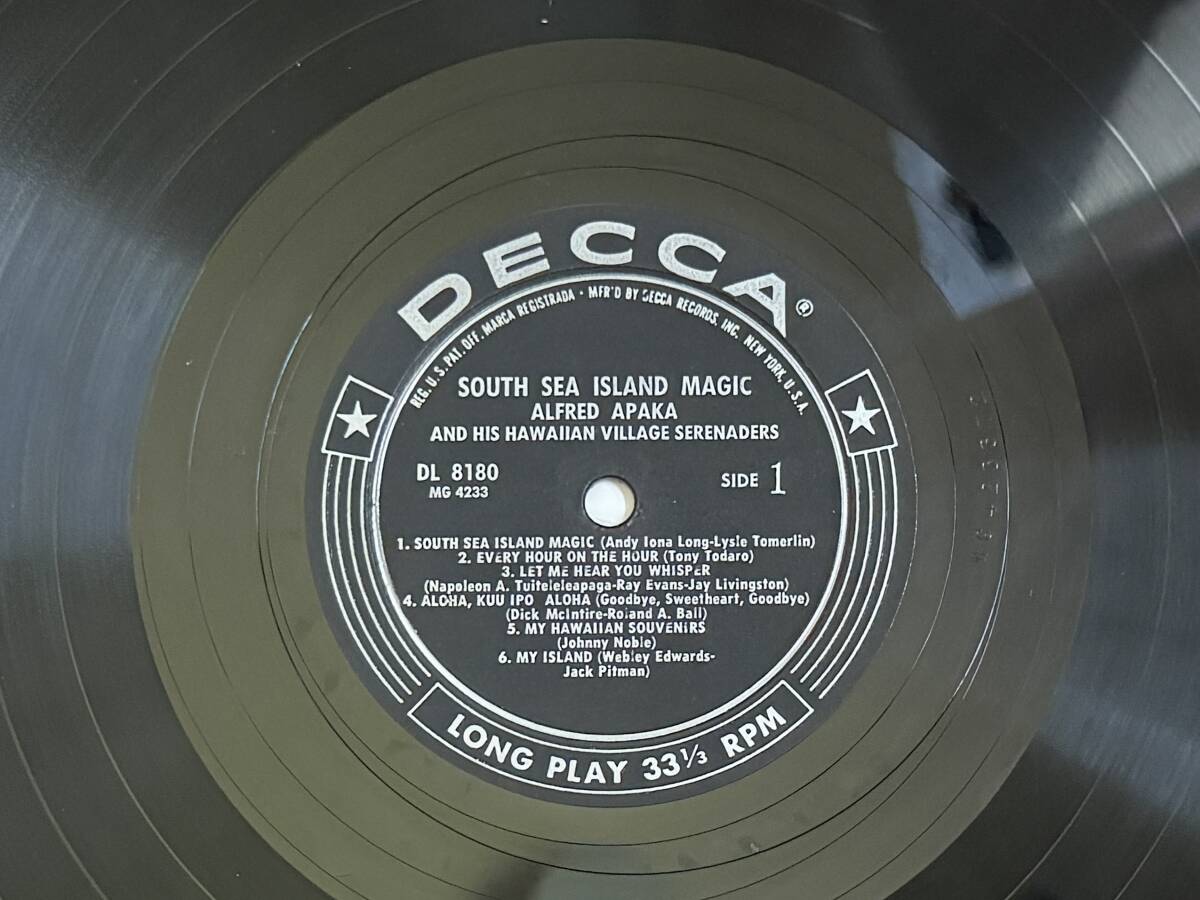 DECCA®
REG. U.S. PAT. OFF. MARCA REGISTRADA • MFR'D BY DECCA RECORDS, INC. NEW YORK, U.S.A.
SOUTH SEA ISLAND MAGIC
ALFRED APAKA
AND HIS HAWAIIAN VILLAGE SERENADERS
DL 8180
MG 4233
SIDE 1
1. SOUTH SEA ISLAND MAGIC (Andy Iona Long-Lysle Tomerlin)
2. EVERY HOUR ON THE HOUR (Tony Todaro)
3. LET ME HEAR YOU WHISPER
(Napoleon A. Tuiteleleapaga-Ray Evans-Jay Livingston)
4. ALOHA, KUU IPO ALOHA (Goodbye, Sweetheart, Goodbye)
(Dick McIntire-Roland A. Ball)
5. MY HAWAIIAN SOUVENIRS
(Johnny Noble)
6. MY ISLAND (Webley Edwards-
Jack Pitman)
LONG PLAY 33⅓ RPM